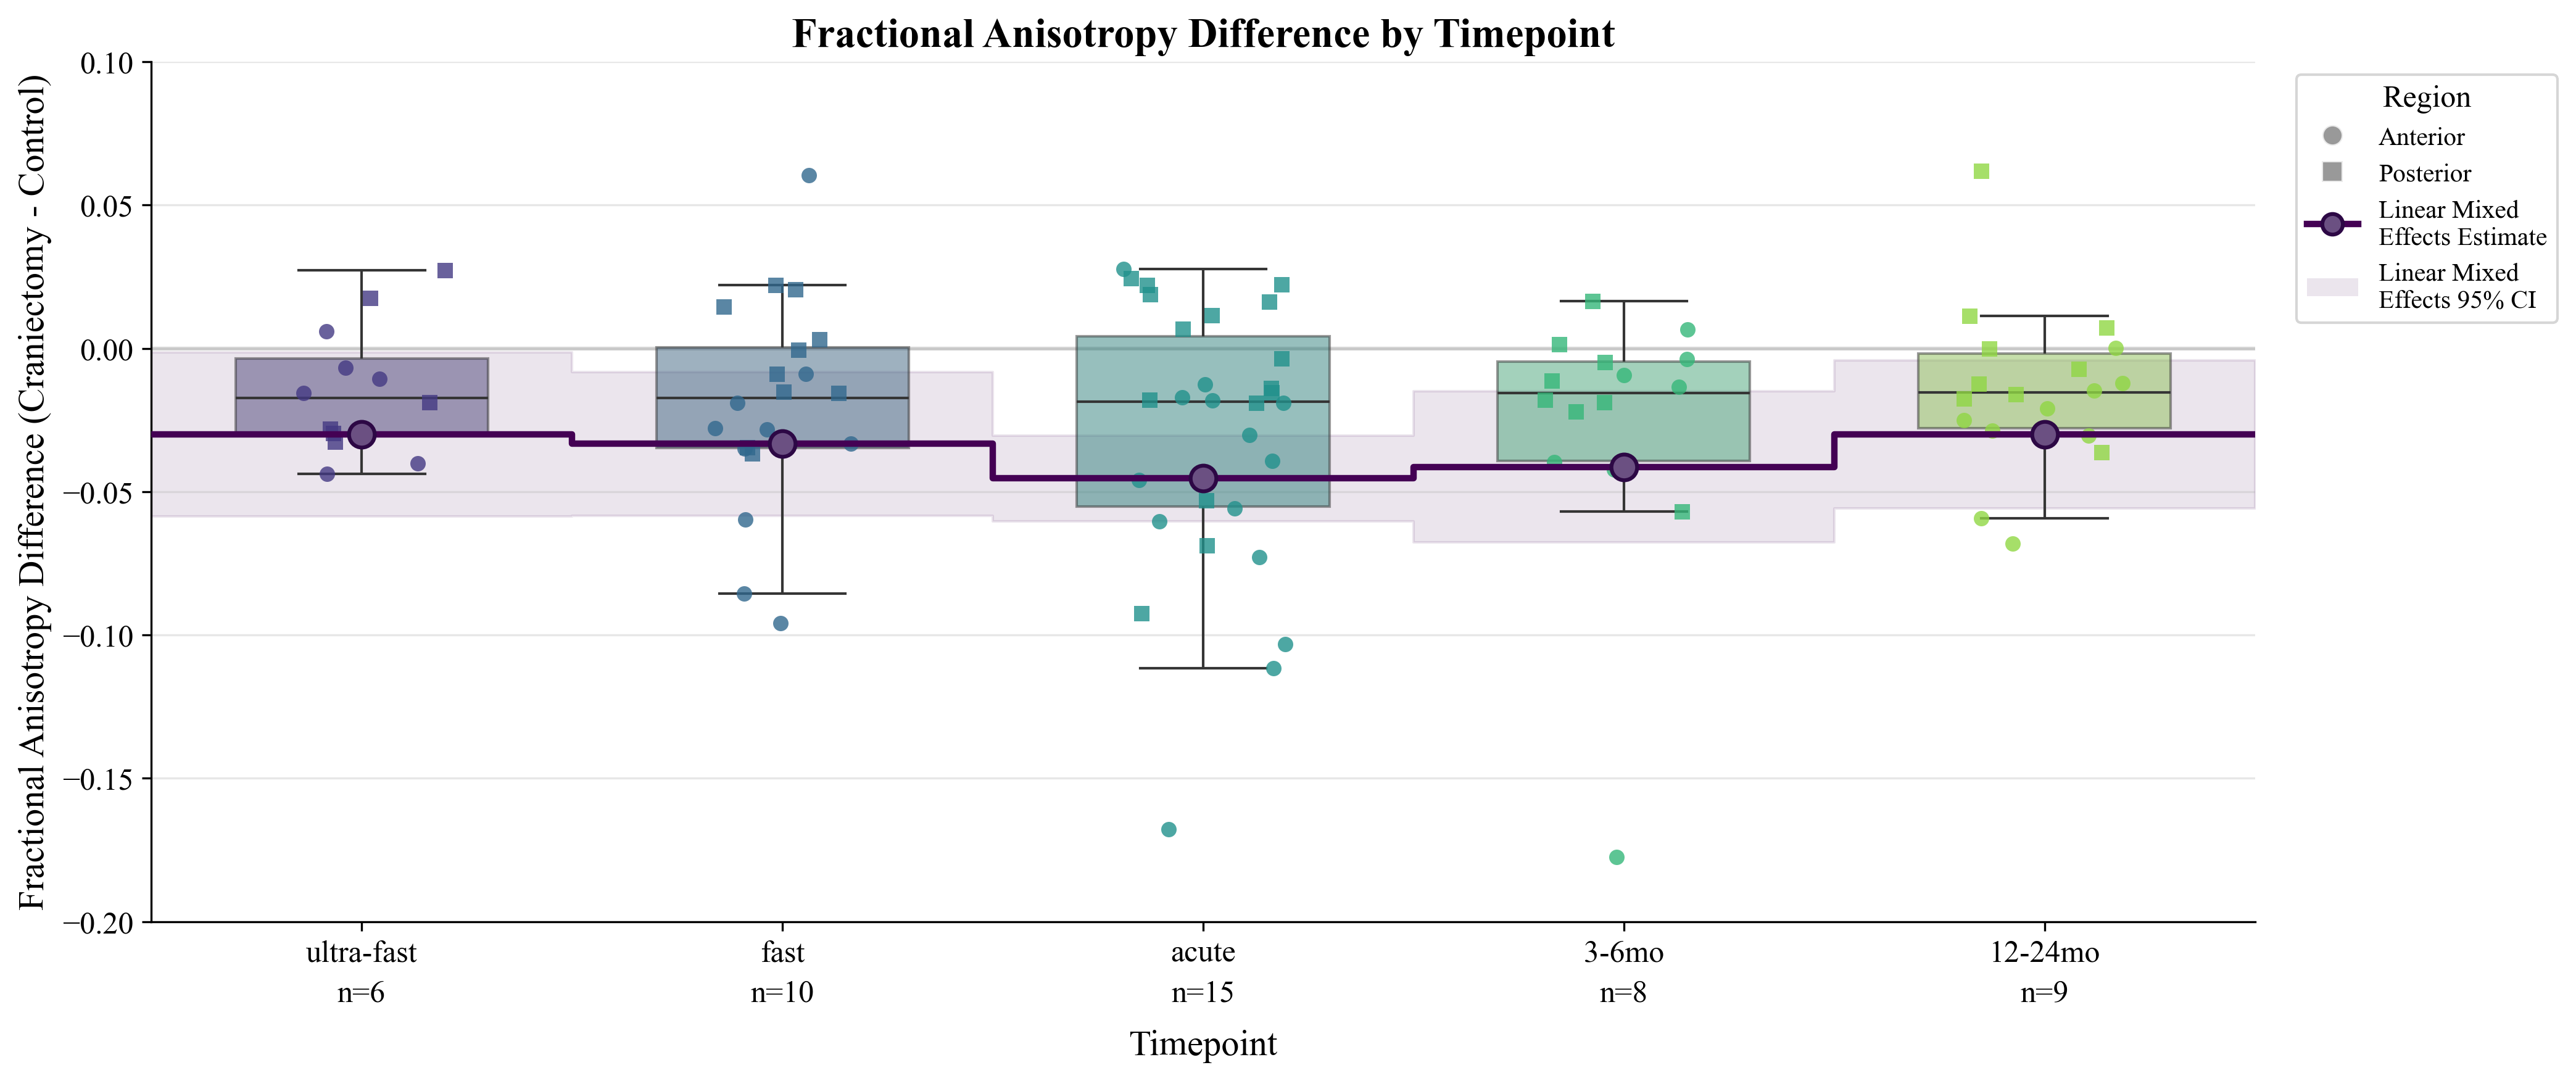 Fractional Anisotropy Difference by Timepoint
Fractional Anisotropy Difference (Craniectomy - Control)
0.10
0.05
0.00
−0.05
−0.10
−0.15
−0.20
ultra-fast
n=6
fast
n=10
acute
n=15
3-6mo
n=8
12-24mo
n=9
Timepoint
Region
Anterior
Posterior
Linear Mixed
Effects Estimate
Linear Mixed
Effects 95% CI